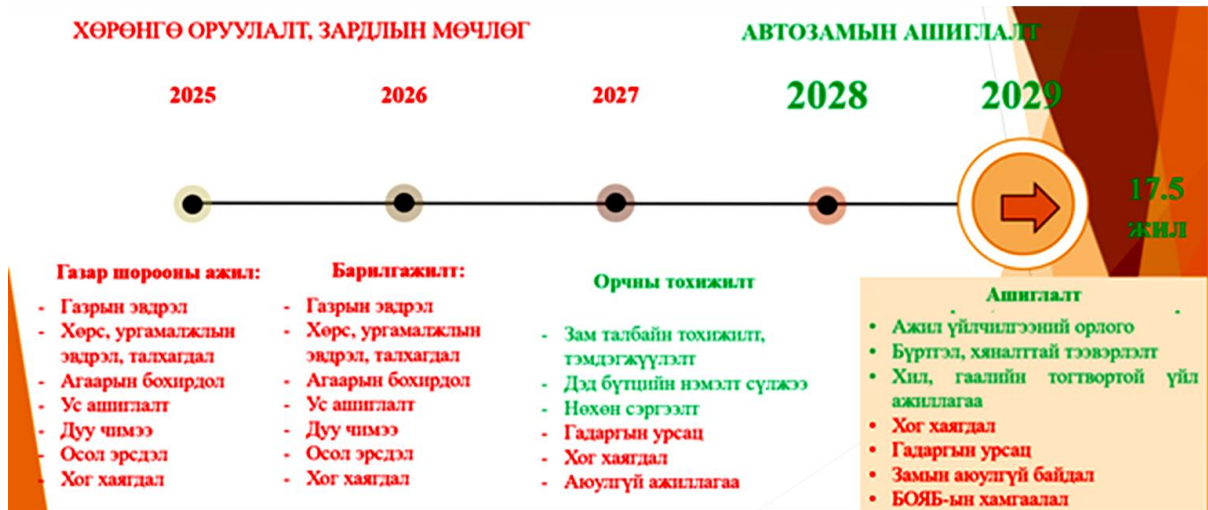 ХӨРӨНГӨ ОРУУЛАЛТ, ЗАРДЛЫН МӨЧЛӨГ
АВТОЗАМЫН АШИГЛАЛТ
2025
2026
2027
2028
2029
17.5
жил
Газар шорооны ажил:
- Газрын эвдрэл
- Хөрс, ургамалжлын
эвдрэл, талхагдал
- Агаарын бохирдол
- Ус ашиглалт
- Дуу чимээ
- Осол эрсдэл
- Хог хаягдал
Барилгажилт:
- Газрын эвдрэл
- Хөрс, ургамалжлын
эвдрэл, талхагдал
- Агаарын бохирдол
- Ус ашиглалт
- Дуу чимээ
- Осол эрсдэл
- Хог хаягдал
Орчны тохижилт
- Зам талбайн тохижилт,
тэмдэгжүүлэлт
- Дэд бүтцийн нэмэлт сүлжээ
- Нөхөн сэргээлт
- Гадаргын урсац
- Хог хаягдал
- Аюулгүй ажиллагаа
Ашиглалт
• Ажил үйлчилгээний орлого
• Бүртгэл, хяналттай тээвэрлэлт
• Хил, гаалийн тогтвортой үйл
ажиллагаа
• Хог хаягдал
• Гадаргын урсац
• Замын аюулгүй байдал
• БОЯБ-ын хамгаалал